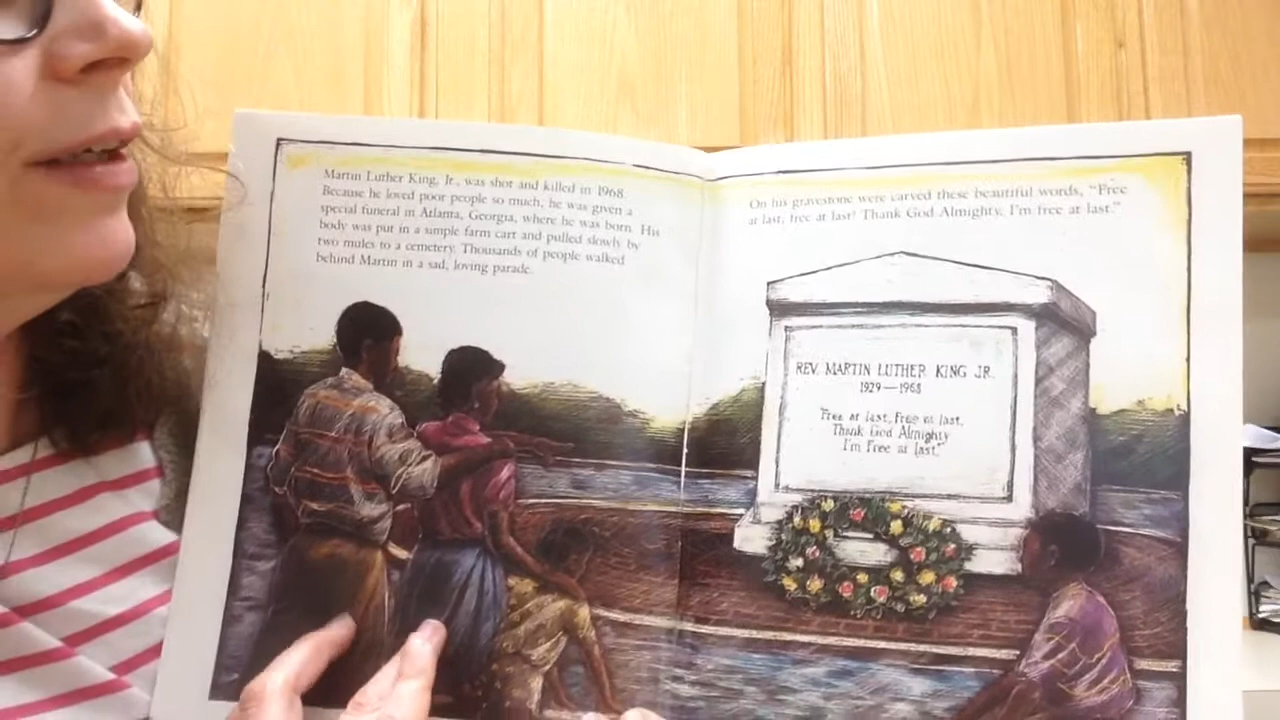 Martin Luther King, Jr., was shot and killed in 1968.
Because he loved poor people so much, he was given a
special funeral in Atlanta, Georgia, where he was born. His
body was put in a simple farm cart and pulled slowly by
two mules to a cemetery. Thousands of people walked
behind Martin in a sad, loving parade.
On his gravestone were carved these beautiful words, "Free
at last, free at last! Thank God Almighty, I'm free at last."
REV. MARTIN LUTHER KING JR.
1929—1968
"Free at last, Free at last,
Thank God Almighty
I'm Free at last."